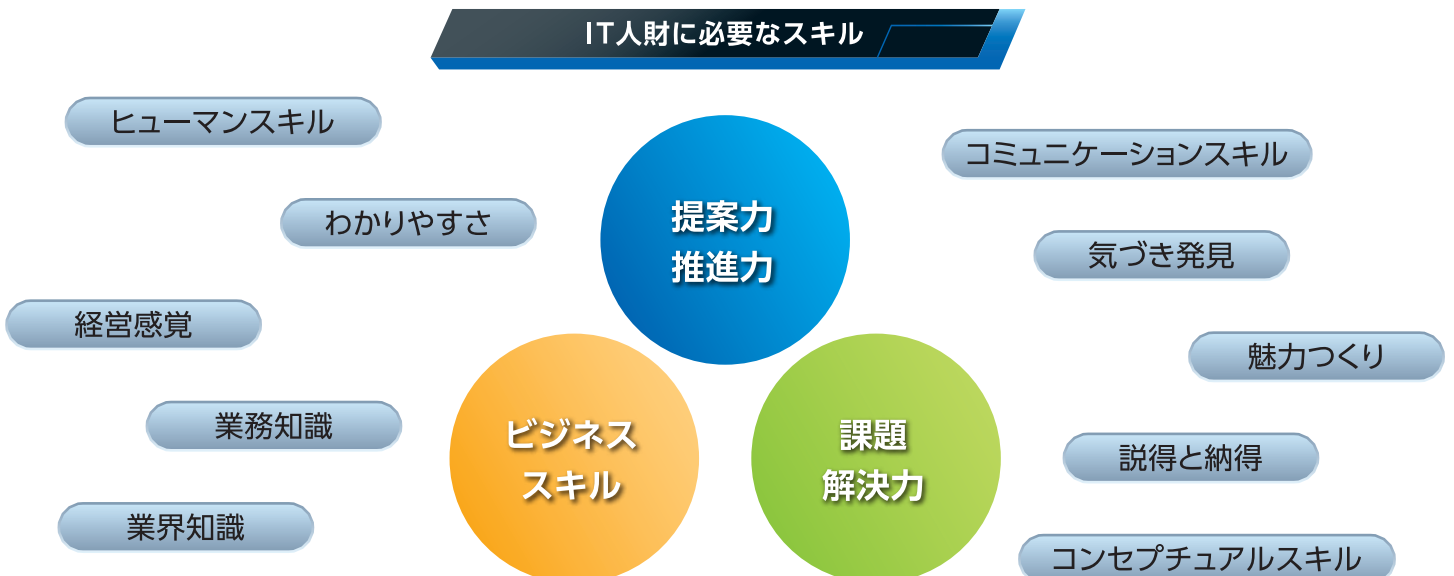 IT人財に必要なスキル
ヒューマンスキル
わかりやすさ
経営感覚
業務知識
業界知識
提案力
推進力
ビジネス
スキル
課題
解決力
コミュニケーションスキル
気づき発見
魅力つくり
説得と納得
コンセプチュアルスキル